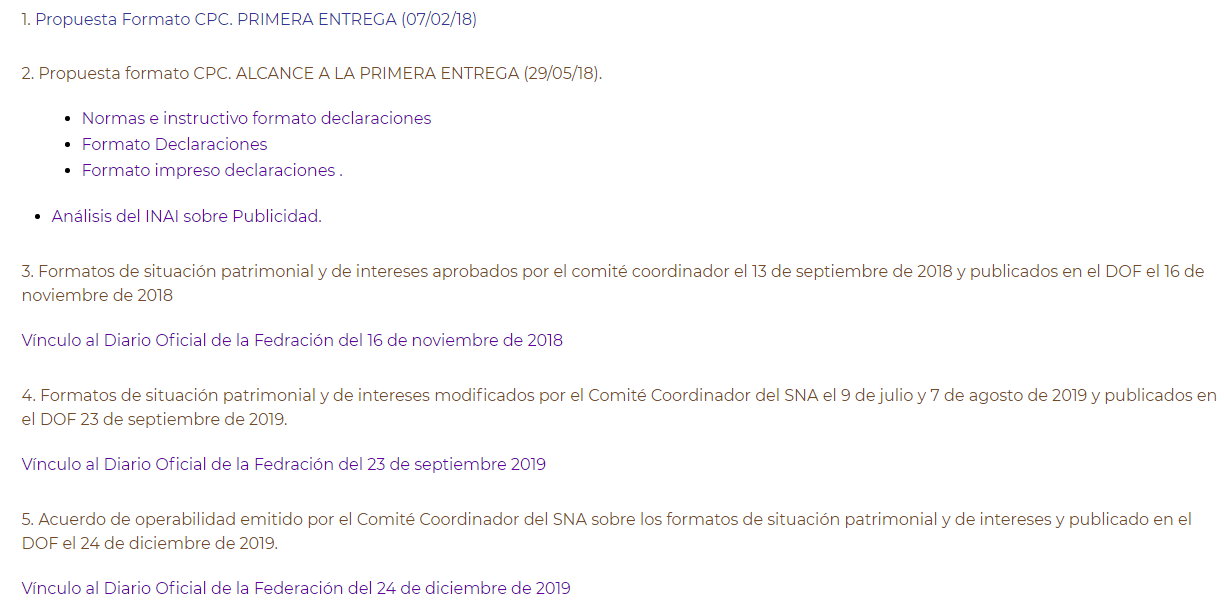 1. Propuesta Formato CPC. PRIMERA ENTREGA (07/02/18)
2. Propuesta formato CPC. ALCANCE A LA PRIMERA ENTREGA (29/05/18).
• Normas e instructivo formato declaraciones
• Formato Declaraciones
• Formato impreso declaraciones .
• Análisis del INAI sobre Publicidad.
3. Formatos de situación patrimonial y de intereses aprobados por el comité coordinador el 13 de septiembre de 2018 y publicados en el DOF el 16 de
noviembre de 2018
Vínculo al Diario Oficial de la Fedración del 16 de noviembre de 2018
4. Formatos de situación patrimonial y de intereses modificados por el Comité Coordinador del SNA el 9 de julio y 7 de agosto de 2019 y publicados en
el DOF 23 de septiembre de 2019.
Vínculo al Diario Oficial de la Fedración del 23 de septiembre 2019
5. Acuerdo de operabilidad emitido por el Comité Coordinador del SNA sobre los formatos de situación patrimonial y de intereses y publicado en el
DOF el 24 de diciembre de 2019.
Vínculo al Diario Oficial de la Federación del 24 de diciembre de 2019